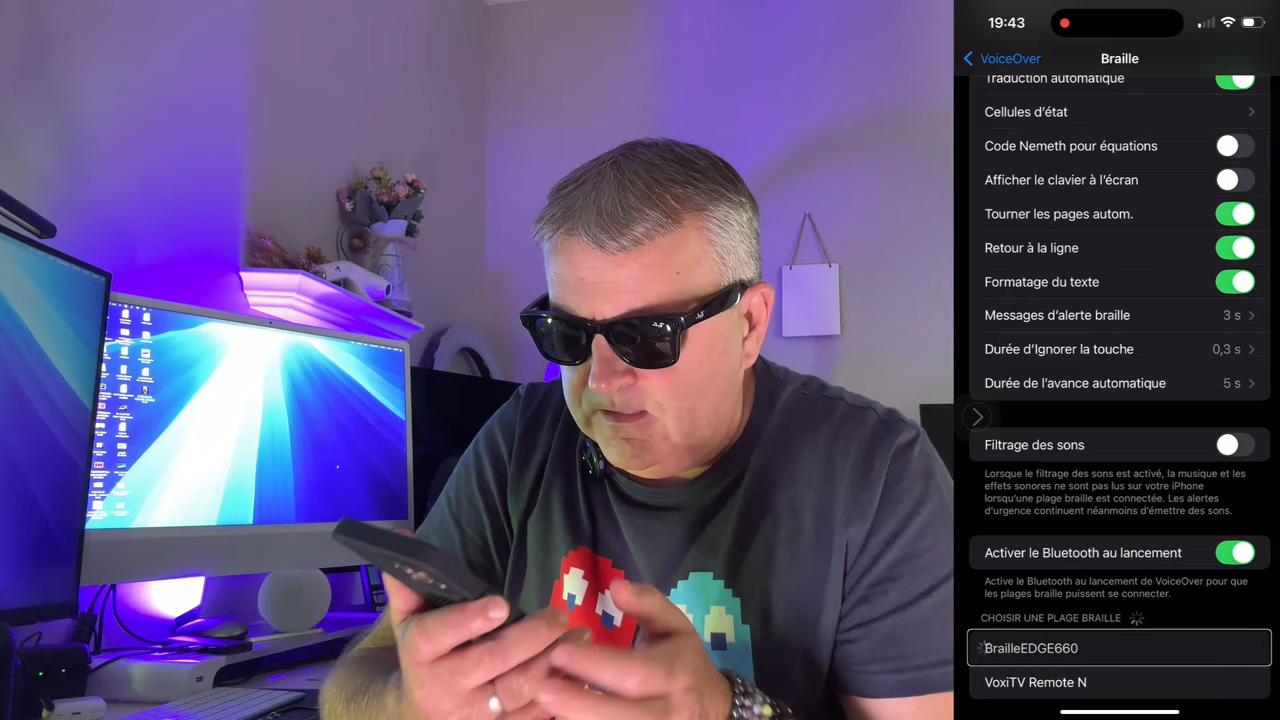 19:43
VoiceOver
Braille
Traduction automatique
Cellules d'état
Code Nemeth pour équations
Afficher le clavier à l'écran
Tourner les pages autom.
Retour à la ligne
Formatage du texte
Messages d'alerte braille 3 s
Durée d'Ignorer la touche 0,3 s
Durée de l'avance automatique 5 s
Filtrage des sons
Lorsque le filtrage des sons est activé, la musique et les
effets sonores ne sont pas lus sur votre iPhone
lorsqu'une plage braille est connectée. Les alertes
d'urgence continuent néanmoins d'émettre des sons.
Activer le Bluetooth au lancement
Active le Bluetooth au lancement de VoiceOver pour que
les plages braille puissent se connecter.
CHOISIR UNE PLAGE BRAILLE
BrailleEDGE660
VoxiTV Remote N